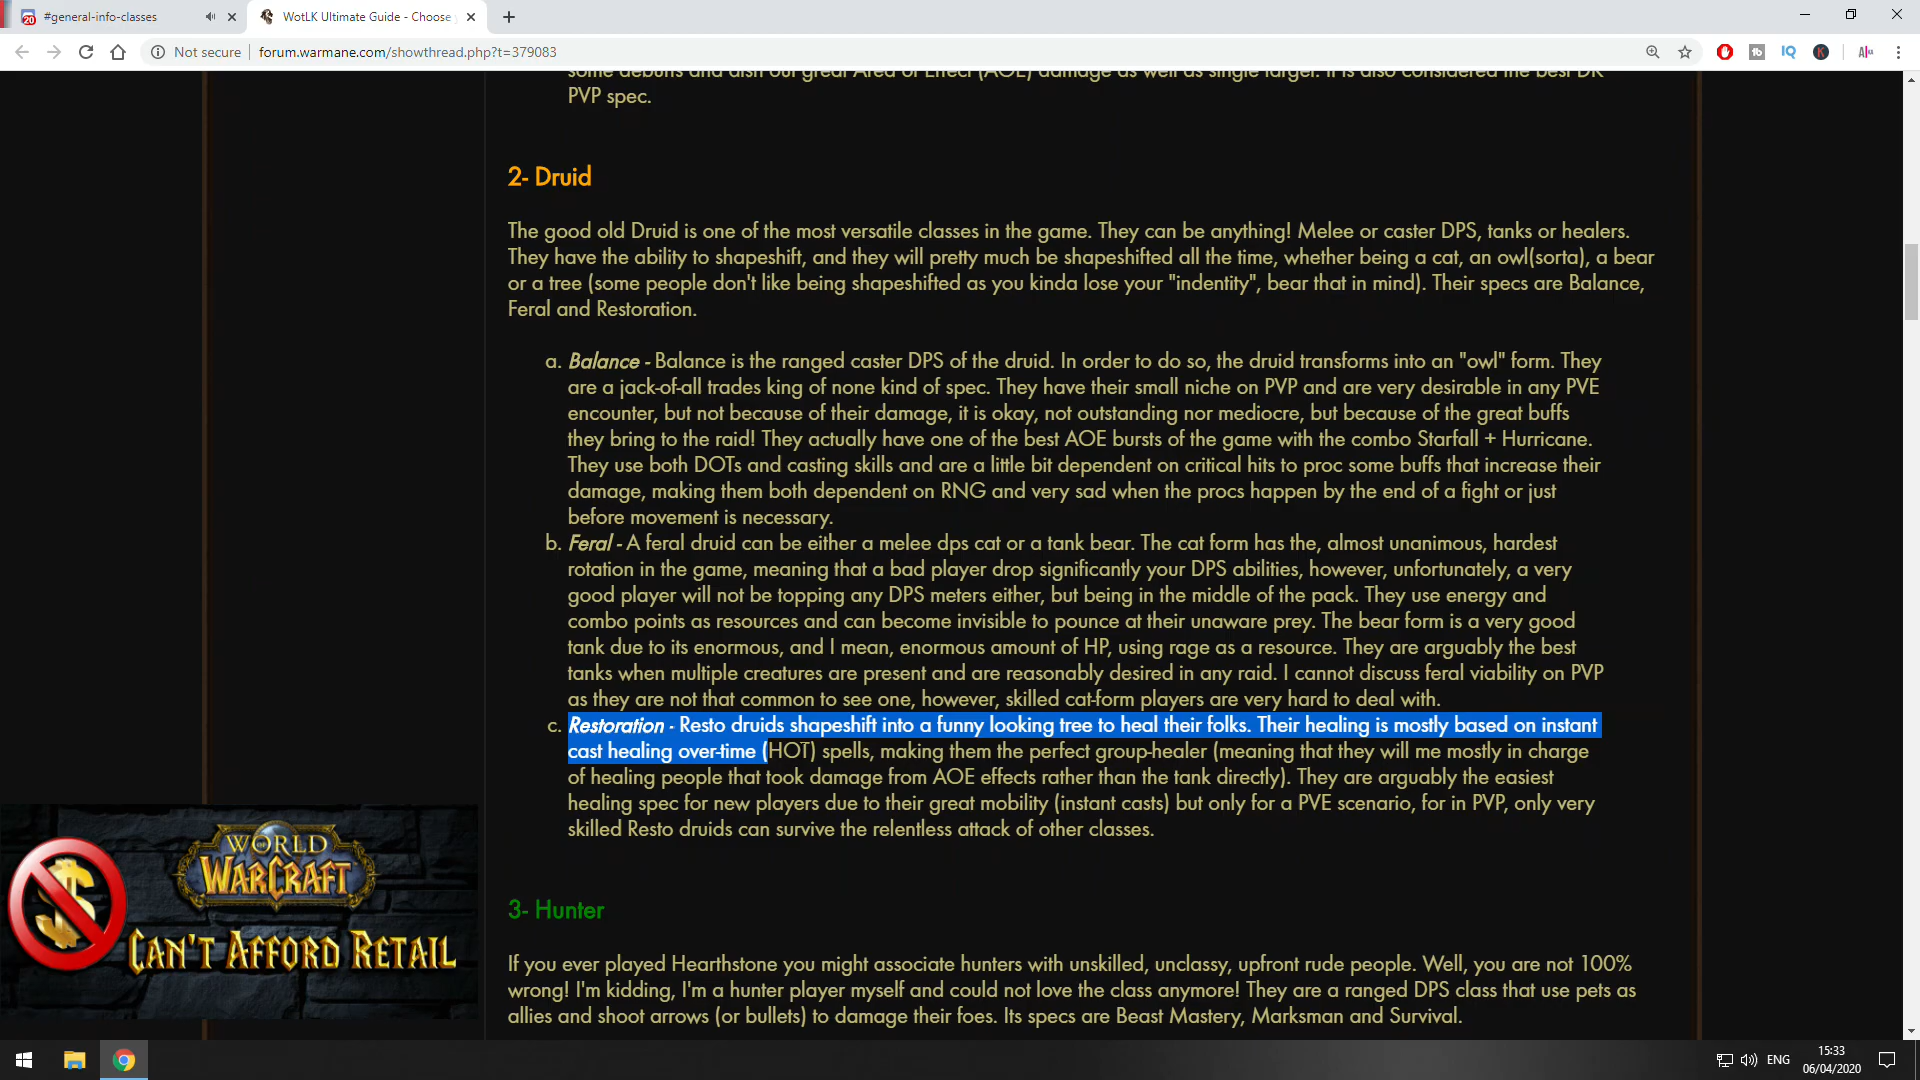 #general-info-classes
WotLK Ultimate Guide - Choose
Not secure
forum.warmane.com/showthread.php?t=379083
some debuffs and dish out great Area of Effect (AOE) damage as well as single target. It is also considered the best DK
PVP spec.
2- Druid
The good old Druid is one of the most versatile classes in the game. They can be anything! Melee or caster DPS, tanks or healers.
They have the ability to shapeshift, and they will pretty much be shapeshifted all the time, whether being a cat, an owl(sorta), a bear
or a tree (some people don't like being shapeshifted as you kinda lose your "indentity", bear that in mind). Their specs are Balance,
Feral and Restoration.
a. Balance - Balance is the ranged caster DPS of the druid. In order to do so, the druid transforms into an "owl" form. They
are a jack-of-all trades king of none kind of spec. They have their small niche on PVP and are very desirable in any PVE
encounter, but not because of their damage, it is okay, not outstanding nor mediocre, but because of the great buffs
they bring to the raid! They actually have one of the best AOE bursts of the game with the combo Starfall + Hurricane.
They use both DOTs and casting skills and are a little bit dependent on critical hits to proc some buffs that increase their
damage, making them both dependent on RNG and very sad when the procs happen by the end of a fight or just
before movement is necessary.
b. Feral - A feral druid can be either a melee dps cat or a tank bear. The cat form has the, almost unanimous, hardest
rotation in the game, meaning that a bad player drop significantly your DPS abilities, however, unfortunately, a very
good player will not be topping any DPS meters either, but being in the middle of the pack. They use energy and
combo points as resources and can become invisible to pounce at their unaware prey. The bear form is a very good
tank due to its enormous, and I mean, enormous amount of HP, using rage as a resource. They are arguably the best
tanks when multiple creatures are present and are reasonably desired in any raid. I cannot discuss feral viability on PVP
as they are not that common to see one, however, skilled cat-form players are very hard to deal with.
c. Restoration - Resto druids shapeshift into a funny looking tree to heal their folks. Their healing is mostly based on instant
cast healing over-time (HOT) spells, making them the perfect group-healer (meaning that they will me mostly in charge
of healing people that took damage from AOE effects rather than the tank directly). They are arguably the easiest
healing spec for new players due to their great mobility (instant casts) but only for a PVE scenario, for in PVP, only very
skilled Resto druids can survive the relentless attack of other classes.
WORLD
OF WARCRAFT
CAN'T AFFORD RETAIL
3- Hunter
If you ever played Hearthstone you might associate hunters with unskilled, unclassy, upfront rude people. Well, you are not 100%
wrong! I'm kidding, I'm a hunter player myself and could not love the class anymore! They are a ranged DPS class that use pets as
allies and shoot arrows (or bullets) to damage their foes. Its specs are Beast Mastery, Marksman and Survival.
ENG
15:33
06/04/2020